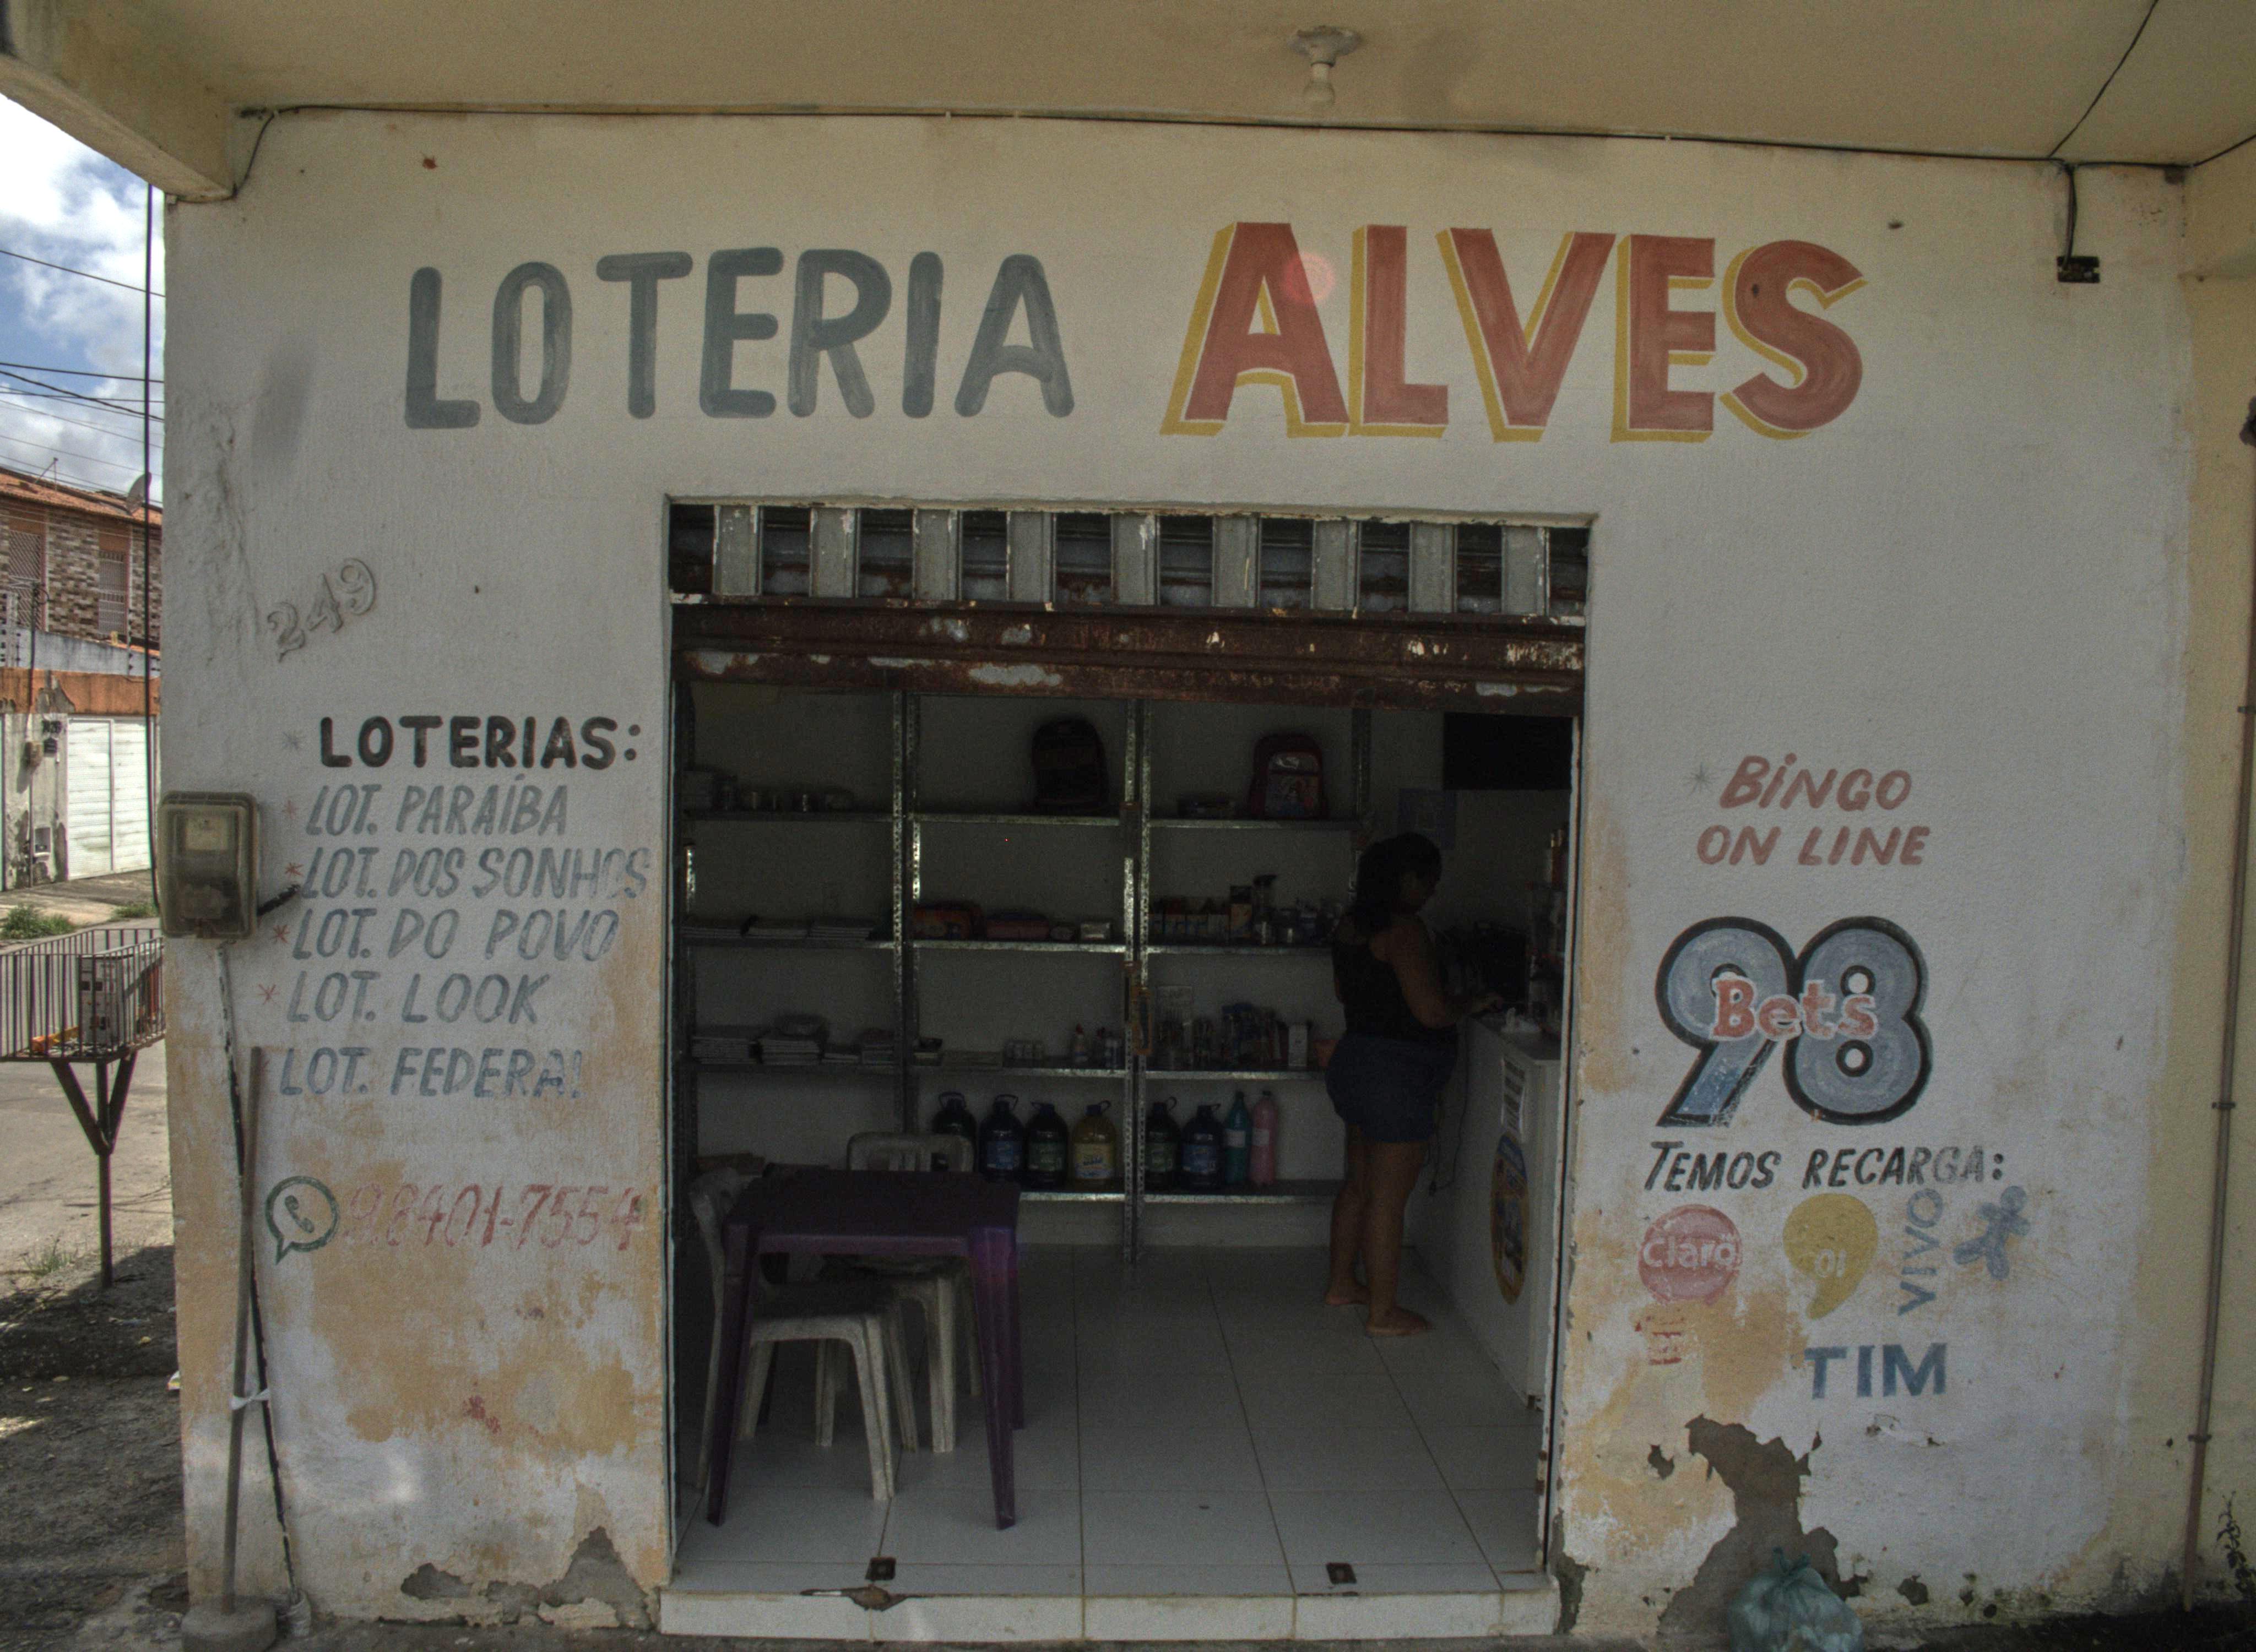 LOTERIA ALVES
249
* LOTERIAS:
* LOT. PARAÍBA
* LOT. DOS SONHOS
* LOT. DO POVO
* LOT. LOOK
LOT. FEDERAL
98401-7554
* BINGO
ON LINE
98
Bets
TEMOS RECARGA:
Claro
OI
VIVO
TIM